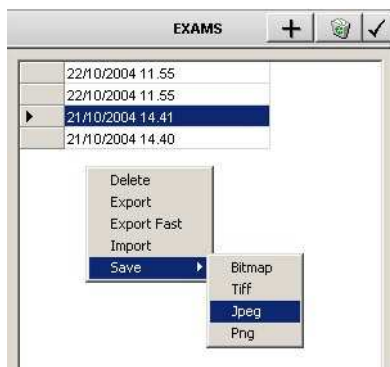 EXAMS
22/10/2004 11.55
22/10/2004 11.55
21/10/2004 14.41
21/10/2004 14.40
Delete
Export
Export Fast
Import
Save
Bitmap
Tiff
Jpeg
Png